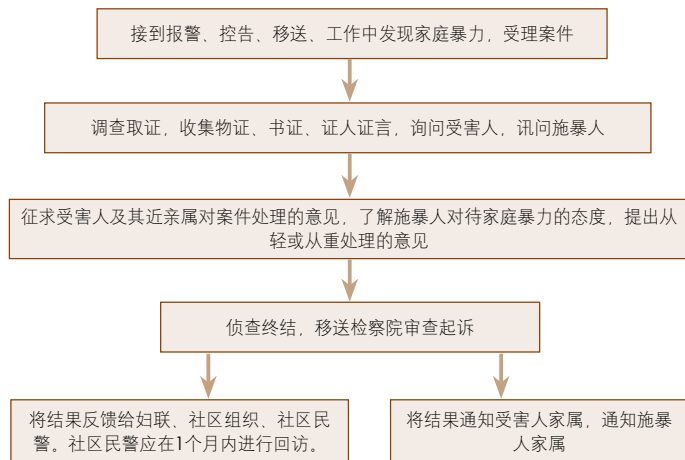 接到报警、控告、移送、工作中发现家庭暴力，受理案件
调查取证，收集物证、书证、证人证言，询问受害人，讯问施暴人
征求受害人及其近亲属对案件处理的意见，了解施暴人对待家庭暴力的态度，提出从
轻或从重处理的意见
侦查终结，移送检察院审查起诉
将结果反馈给妇联、社区组织、社区民
警。社区民警应在1个月内进行回访。
将结果通知受害人家属，通知施暴
人家属